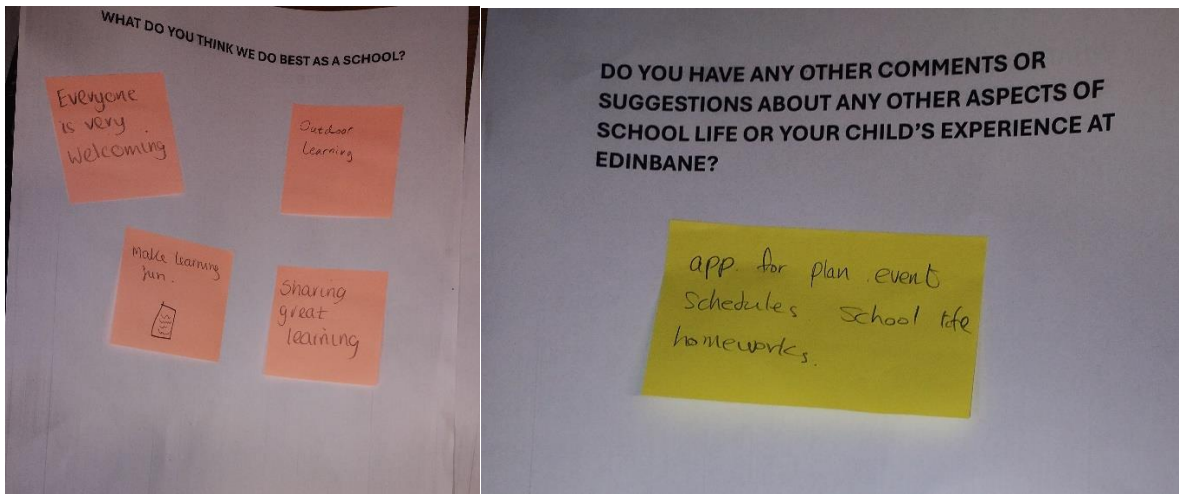 WHAT DO YOU THINK WE DO BEST AS A SCHOOL?
Everyone
is very
welcoming
Outdoor
learning
Make learning
fun.
Sharing
great
learning
DO YOU HAVE ANY OTHER COMMENTS OR
SUGGESTIONS ABOUT ANY OTHER ASPECTS OF
SCHOOL LIFE OR YOUR CHILD'S EXPERIENCE AT
EDINBANE?
app. for plan event
schedules school life
homeworks.